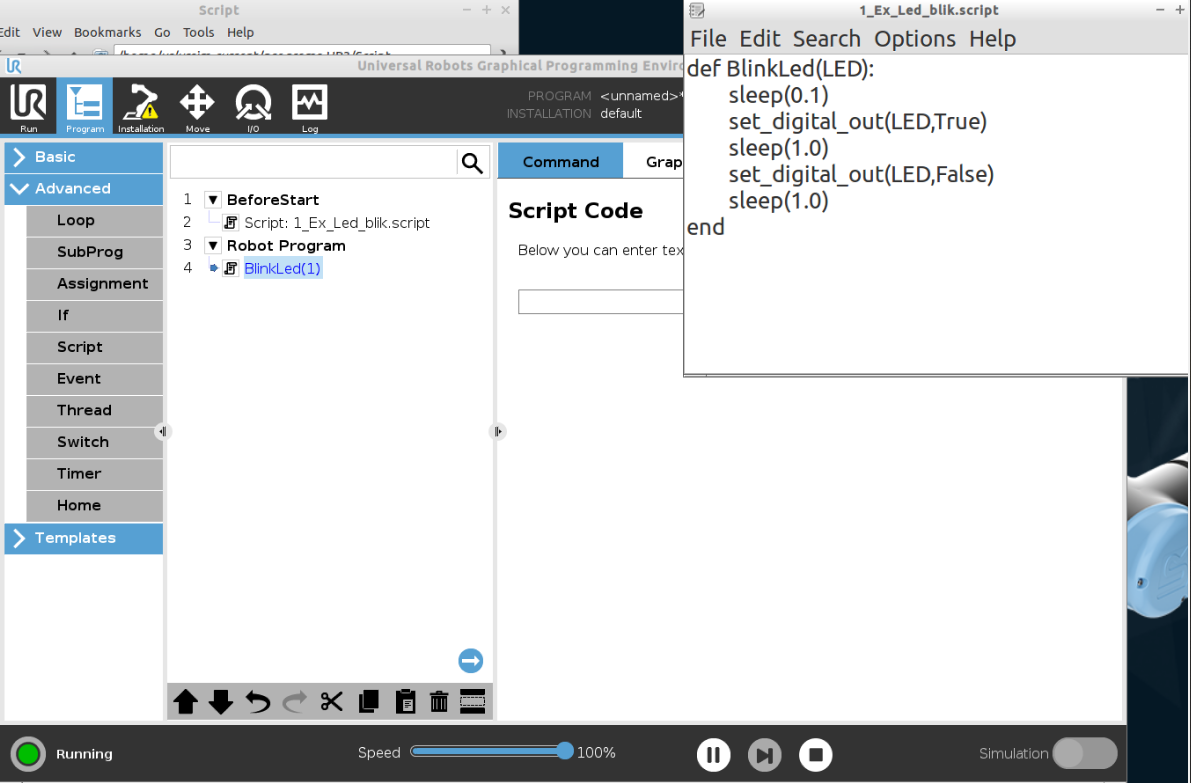 Script
Edit View Bookmarks Go Tools Help
Universal Robots Graphical Programming Enviro
Run
Program
Installation
Move
I/O
Log
PROGRAM <unnamed>*
INSTALLATION default
Basic
Advanced
Loop
SubProg
Assignment
If
Script
Event
Thread
Switch
Timer
Home
Templates
1 BeforeStart
2 Script: 1_Ex_Led_blik.script
3 Robot Program
4 BlinkLed(1)
Command
Grap
Script Code
Below you can enter tex
1_Ex_Led_blik.script
File Edit Search Options Help
def BlinkLed(LED):
sleep(0.1)
set_digital_out(LED,True)
sleep(1.0)
set_digital_out(LED,False)
sleep(1.0)
end
Running
Speed
100%
Simulation